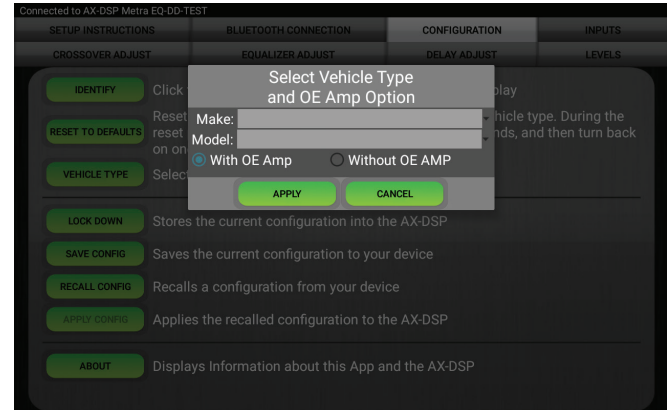 Connected to AX-DSP Metra EQ-DD-TEST
SETUP INSTRUCTIONS BLUETOOTH CONNECTION CONFIGURATION INPUTS
CROSSOVER ADJUST EQUALIZER ADJUST DELAY ADJUST LEVELS
Select Vehicle Type
and OE Amp Option
Make:
Model:
With OE Amp Without OE AMP
APPLY CANCEL
IDENTIFY Click play
Reset hicle type. During the
RESET TO DEFAULTS reset nds, and then turn back
on on
VEHICLE TYPE Select
LOCK DOWN Stores the current configuration into the AX-DSP
SAVE CONFIG Saves the current configuration to your device
RECALL CONFIG Recalls a configuration from your device
APPLY CONFIG Applies the recalled configuration to the AX-DSP
ABOUT Displays Information about this App and the AX-DSP